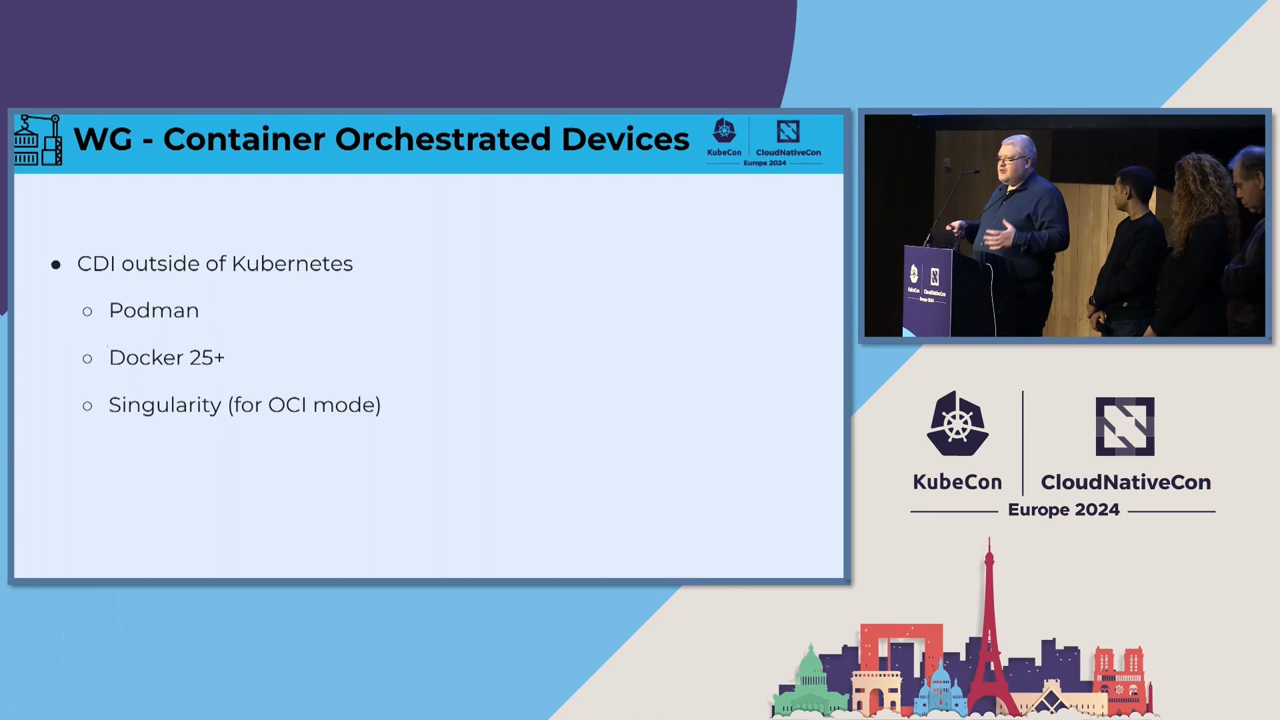 WG - Container Orchestrated Devices
KubeCon
CloudNativeCon
Europe 2024
● CDI outside of Kubernetes
○ Podman
○ Docker 25+
○ Singularity (for OCI mode)
KubeCon
CloudNativeCon
Europe 2024